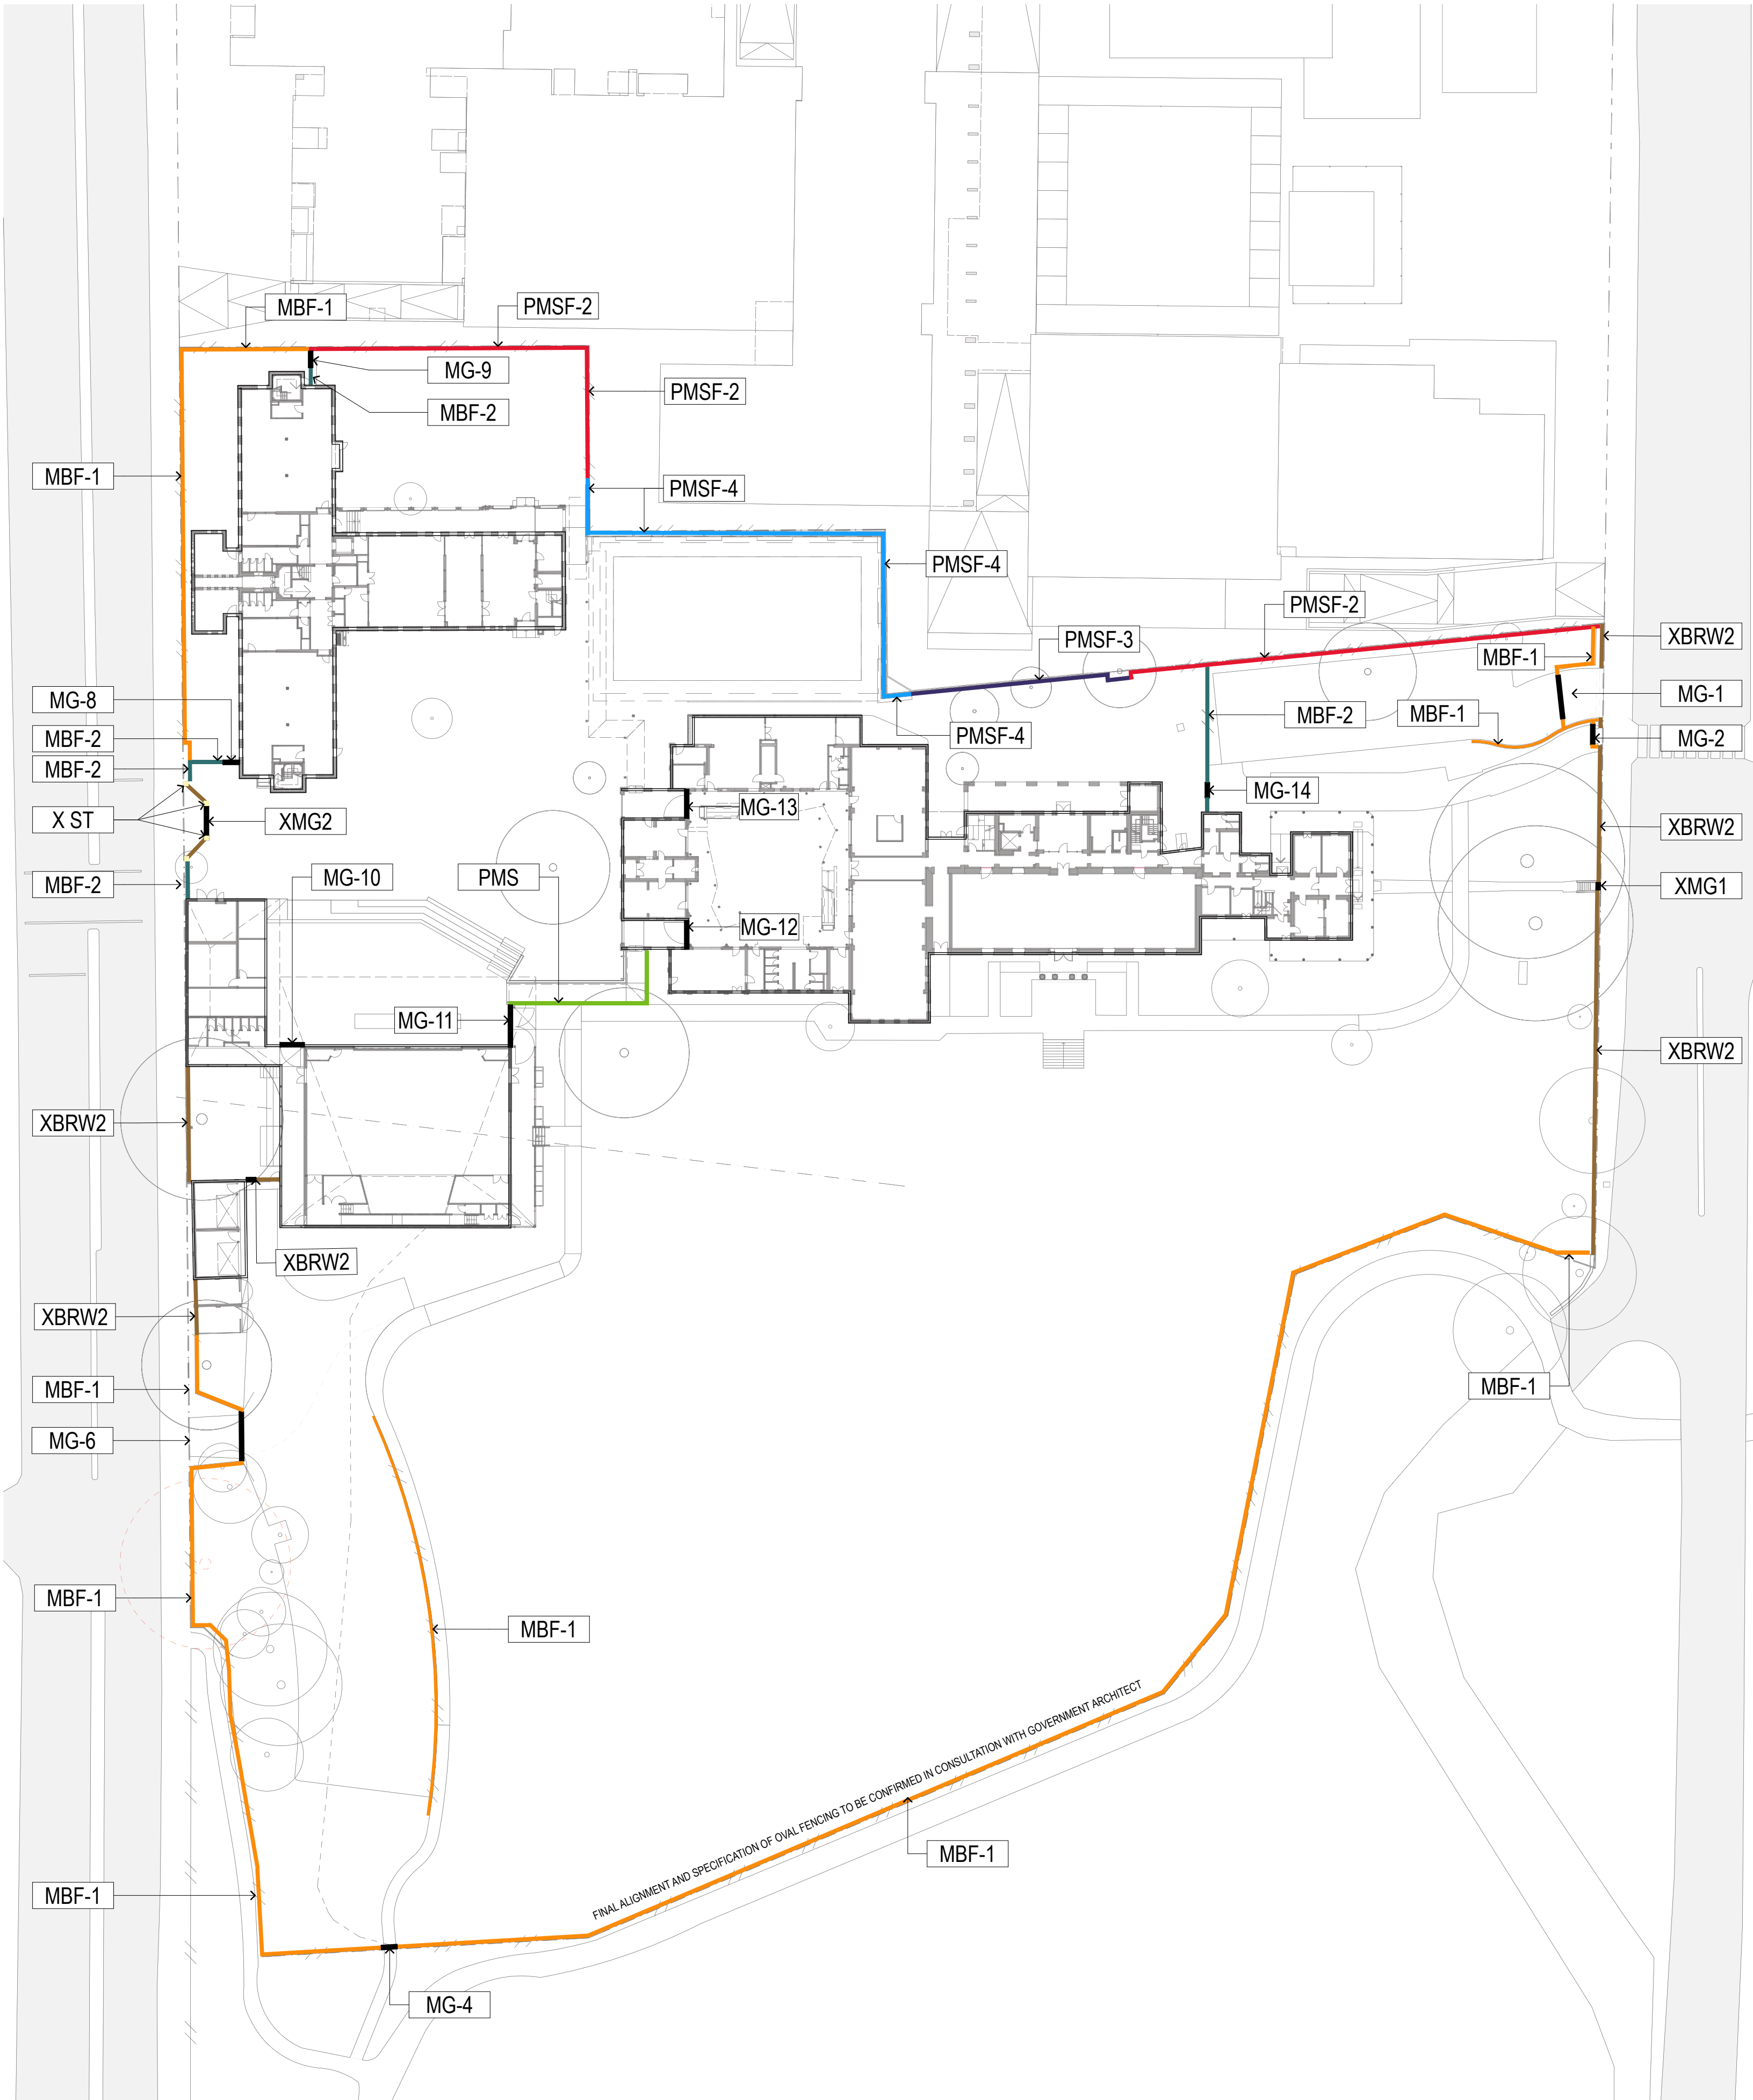 MBF-1
PMSF-2
MG-9
PMSF-2
MBF-2
MBF-1
PMSF-4
PMSF-4
PMSF-2
PMSF-3
XBRW2
MBF-1
MG-8
MG-1
MBF-2
MBF-2
MBF-1
PMSF-4
MG-2
MBF-2
MG-14
MG-13
X ST
XMG2
XBRW2
MBF-2
MG-10
PMS
XMG1
MG-12
MG-11
XBRW2
XBRW2
XBRW2
XBRW2
MBF-1
MBF-1
MG-6
MBF-1
MBF-1
FINAL ALIGNMENT AND SPECIFICATION OF OVAL FENCING TO BE CONFIRMED IN CONSULTATION WITH GOVERNMENT ARCHITECT
MBF-1
MBF-1
MG-4